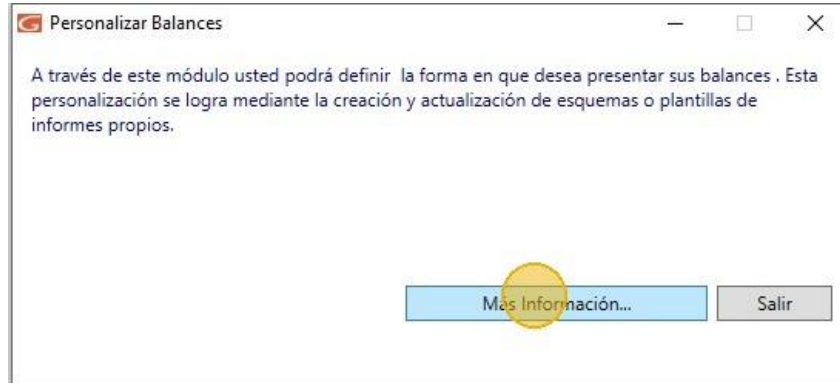 Personalizar Balances
A través de este módulo usted podrá definir  la forma en que desea presentar sus balances . Esta
personalización se logra mediante la creación y actualización de esquemas o plantillas de
informes propios.
Más Información...
Salir